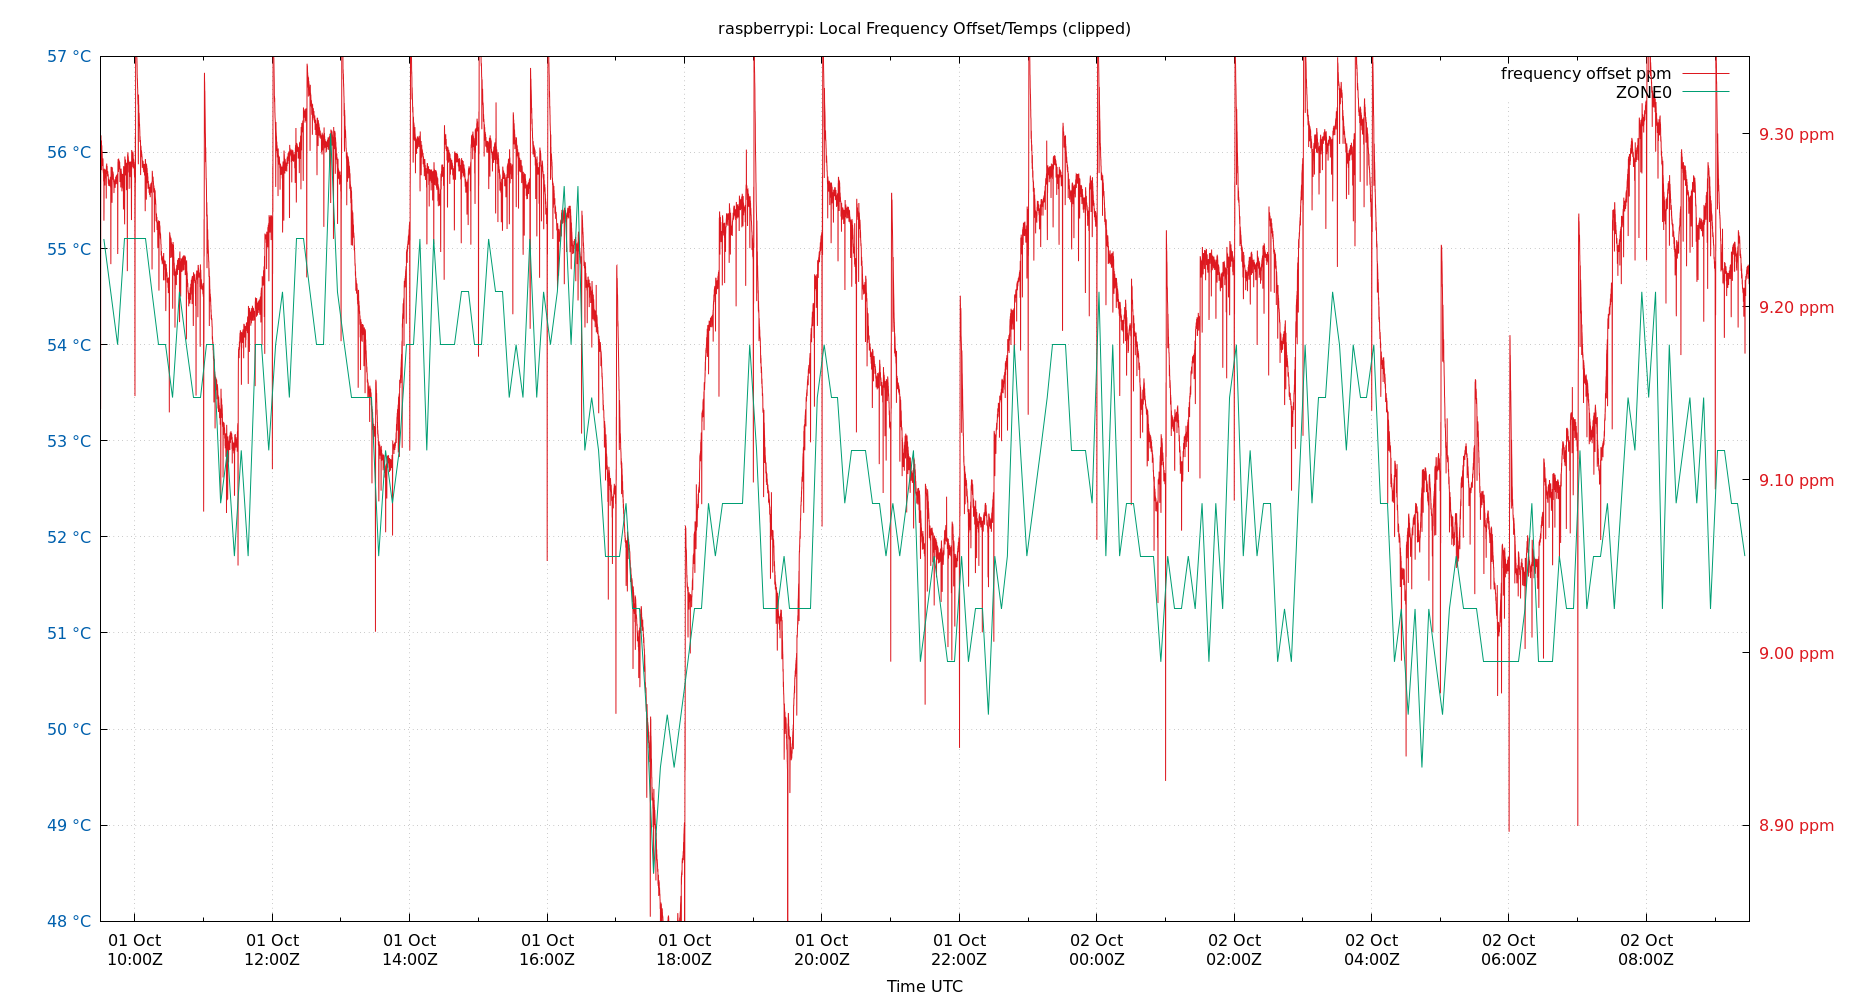 raspberrypi: Local Frequency Offset/Temps (clipped)
57 °C
56 °C
55 °C
54 °C
53 °C
52 °C
51 °C
50 °C
49 °C
48 °C
frequency offset ppm
ZONE0
9.30 ppm
9.20 ppm
9.10 ppm
9.00 ppm
8.90 ppm
01 Oct
10:00Z
01 Oct
12:00Z
01 Oct
14:00Z
01 Oct
16:00Z
01 Oct
18:00Z
01 Oct
20:00Z
01 Oct
22:00Z
02 Oct
00:00Z
02 Oct
02:00Z
02 Oct
04:00Z
02 Oct
06:00Z
02 Oct
08:00Z
Time UTC